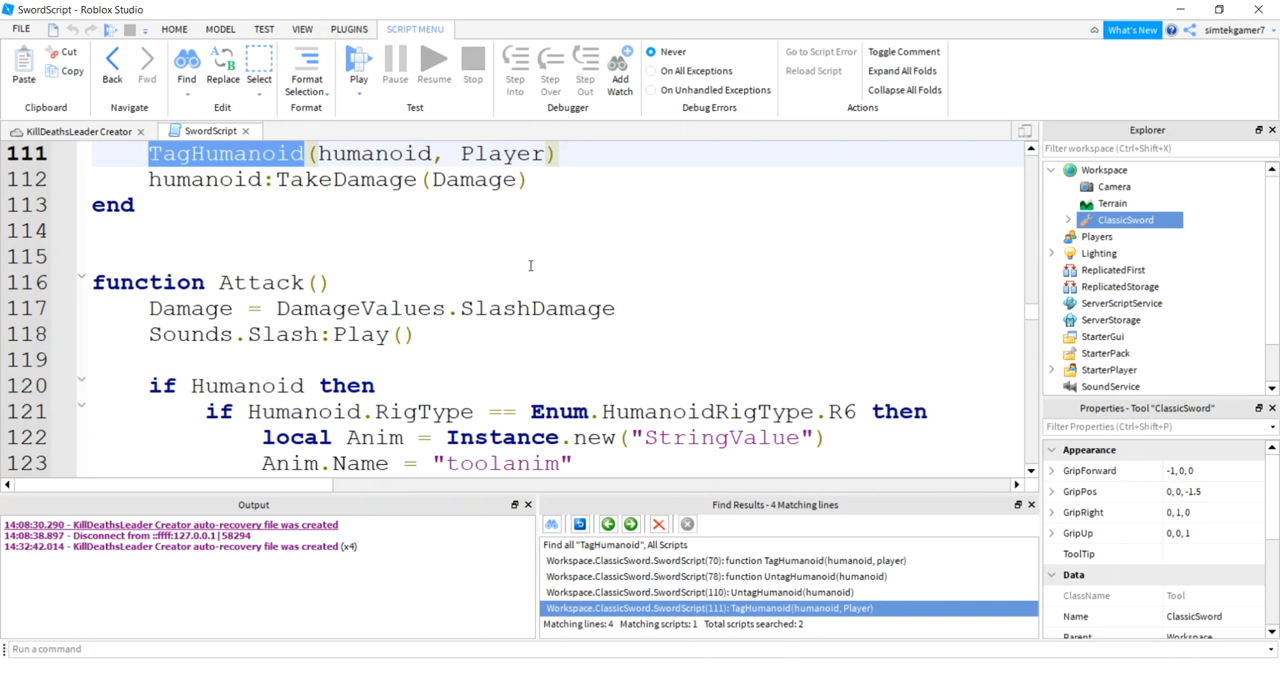 SwordScript - Roblox Studio
FILE HOME MODEL TEST VIEW PLUGINS SCRIPT MENU What's New simtekgamer7
Paste Cut Copy Back Fwd Find Replace Select Format Selection Play Pause Resume Stop Step Into Step Over Step Out Add Watch
Never
On All Exceptions
On Unhandled Exceptions
Go to Script Error
Reload Script
Toggle Comment
Expand All Folds
Collapse All Folds
Clipboard Navigate Edit Format Test Debugger Debug Errors Actions
KillDeathsLeader Creator SwordScript
111 TagHumanoid(humanoid, Player)
112 humanoid:TakeDamage(Damage)
113 end
114
115
116 function Attack()
117 Damage = DamageValues.SlashDamage
118 Sounds.Slash:Play()
119
120 if Humanoid then
121 if Humanoid.RigType == Enum.HumanoidRigType.R6 then
122 local Anim = Instance.new("StringValue")
123 Anim.Name = "toolanim"
Explorer
Filter workspace (Ctrl+Shift+X)
Workspace
Camera
Terrain
ClassicSword
Players
Lighting
ReplicatedFirst
ReplicatedStorage
ServerScriptService
ServerStorage
StarterGui
StarterPack
StarterPlayer
SoundService
Properties - Tool "ClassicSword"
Filter Properties (Ctrl+Shift+P)
Appearance
GripForward -1, 0, 0
GripPos 0, 0, -1.5
GripRight 0, 1, 0
GripUp 0, 0, 1
ToolTip
Data
ClassName Tool
Name ClassicSword
Parent Workspace
Output
14:08:30.290 - KillDeathsLeader Creator auto-recovery file was created
14:08:38.897 - Disconnect from ::ffff:127.0.0.1|58294
14:32:42.014 - KillDeathsLeader Creator auto-recovery file was created (x4)
Find Results - 4 Matching lines
Find all "TagHumanoid", All Scripts
Workspace.ClassicSword.SwordScript(70): function TagHumanoid(humanoid, player)
Workspace.ClassicSword.SwordScript(78): function UntagHumanoid(humanoid)
Workspace.ClassicSword.SwordScript(110): UntagHumanoid(humanoid)
Workspace.ClassicSword.SwordScript(111): TagHumanoid(humanoid, Player)
Matching lines: 4 Matching scripts: 1 Total scripts searched: 2
Run a command